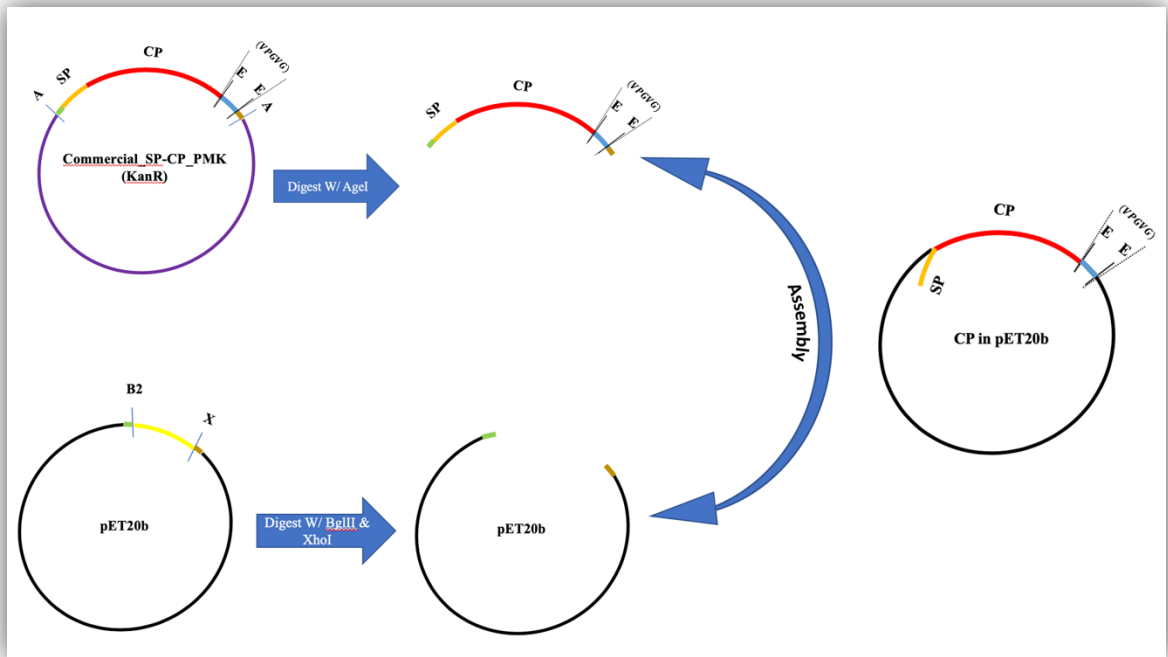 A
SP
CP
(VPGVG)
E
E
A
Commercial_SP-CP_PMK
(KanR)
Digest W/ AgeI
SP
CP
(VPGVG)
E
E
Assembly
CP
(VPGVG)
E
E
SP
CP in pET20b
B2
X
pET20b
Digest W/ BglII &
XhoI
pET20b